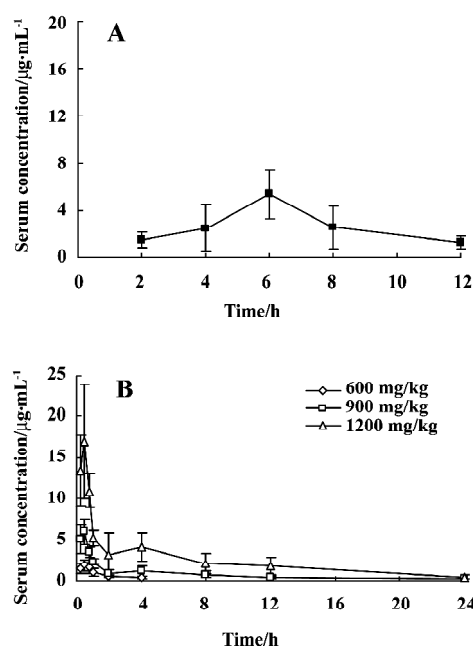 A
Serum concentration/μg·mL-1
20
16
12
8
4
0
0 2 4 6 8 10 12
Time/h
B
Serum concentration/μg·mL-1
25
20
15
10
5
0
600 mg/kg
900 mg/kg
1200 mg/kg
0 4 8 12 16 20 24
Time/h